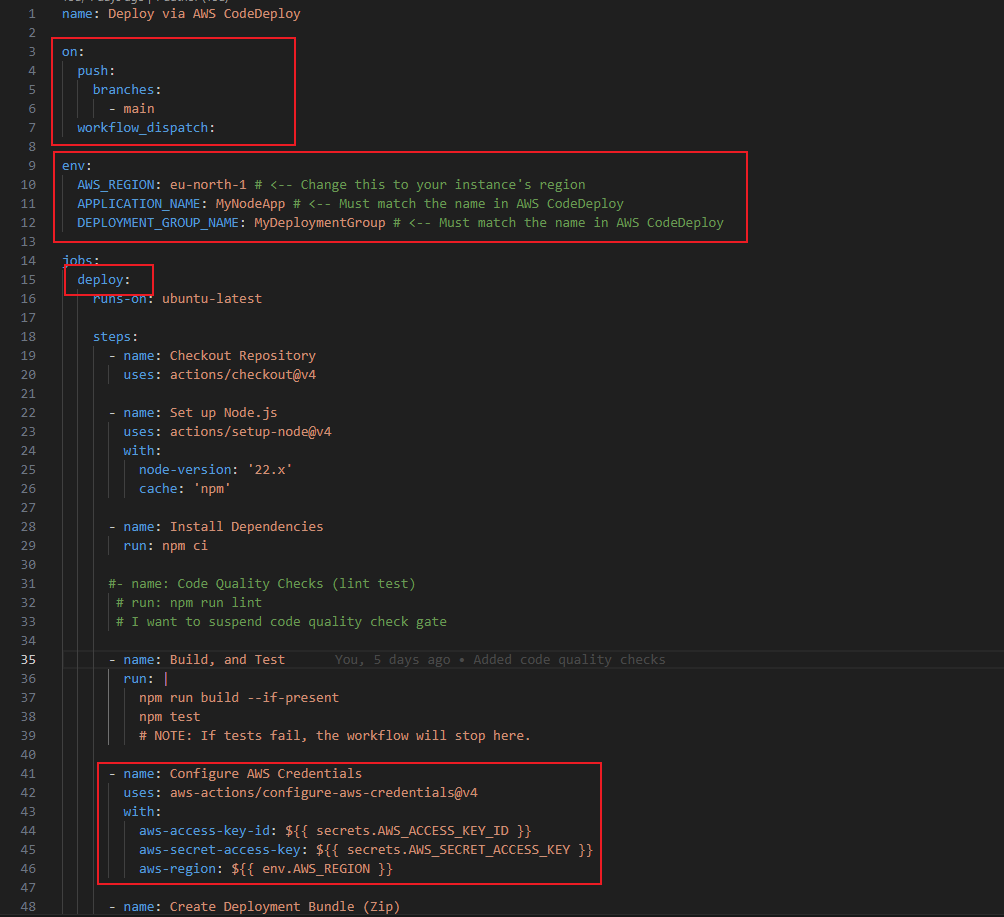 1 name: Deploy via AWS CodeDeploy
2
3 on:
4   push:
5     branches:
6       - main
7   workflow_dispatch:
8
9 env:
10   AWS_REGION: eu-north-1 # <-- Change this to your instance's region
11   APPLICATION_NAME: MyNodeApp # <-- Must match the name in AWS CodeDeploy
12   DEPLOYMENT_GROUP_NAME: MyDeploymentGroup # <-- Must match the name in AWS CodeDeploy
13
14 jobs:
15   deploy:
16     runs-on: ubuntu-latest
17
18     steps:
19       - name: Checkout Repository
20         uses: actions/checkout@v4
21
22       - name: Set up Node.js
23         uses: actions/setup-node@v4
24         with:
25           node-version: '22.x'
26           cache: 'npm'
27
28       - name: Install Dependencies
29         run: npm ci
30
31       #- name: Code Quality Checks (lint test)
32        # run: npm run lint
33        # I want to suspend code quality check gate
34
35       - name: Build, and Test You, 5 days ago • Added code quality checks
36         run: |
37           npm run build --if-present
38           npm test
39           # NOTE: If tests fail, the workflow will stop here.
40
41       - name: Configure AWS Credentials
42         uses: aws-actions/configure-aws-credentials@v4
43         with:
44           aws-access-key-id: ${{ secrets.AWS_ACCESS_KEY_ID }}
45           aws-secret-access-key: ${{ secrets.AWS_SECRET_ACCESS_KEY }}
46           aws-region: ${{ env.AWS_REGION }}
47
48       - name: Create Deployment Bundle (Zip)